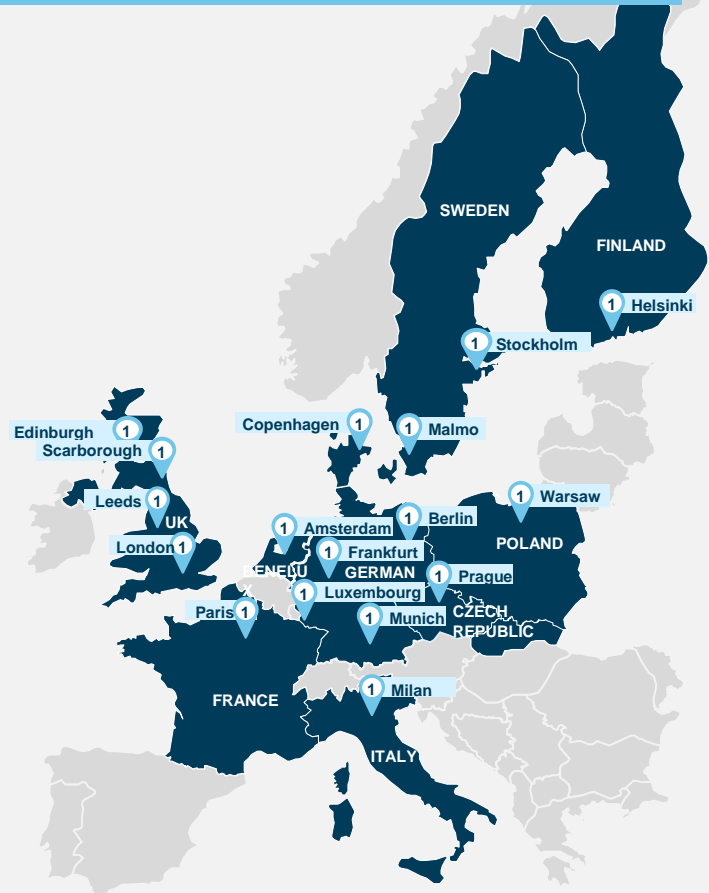 SWEDEN
FINLAND
1 Helsinki
1 Stockholm
Copenhagen 1
1 Malmo
Edinburgh 1
Scarborough 1
Leeds 1
UK
London 1
1 Warsaw
POLAND
1 Berlin
1 Amsterdam
1 Frankfurt
GERMAN
BENELU
X
1 Prague
1 Luxembourg
CZECH
REPUBLIC
Paris 1
1 Munich
FRANCE
1 Milan
ITALY